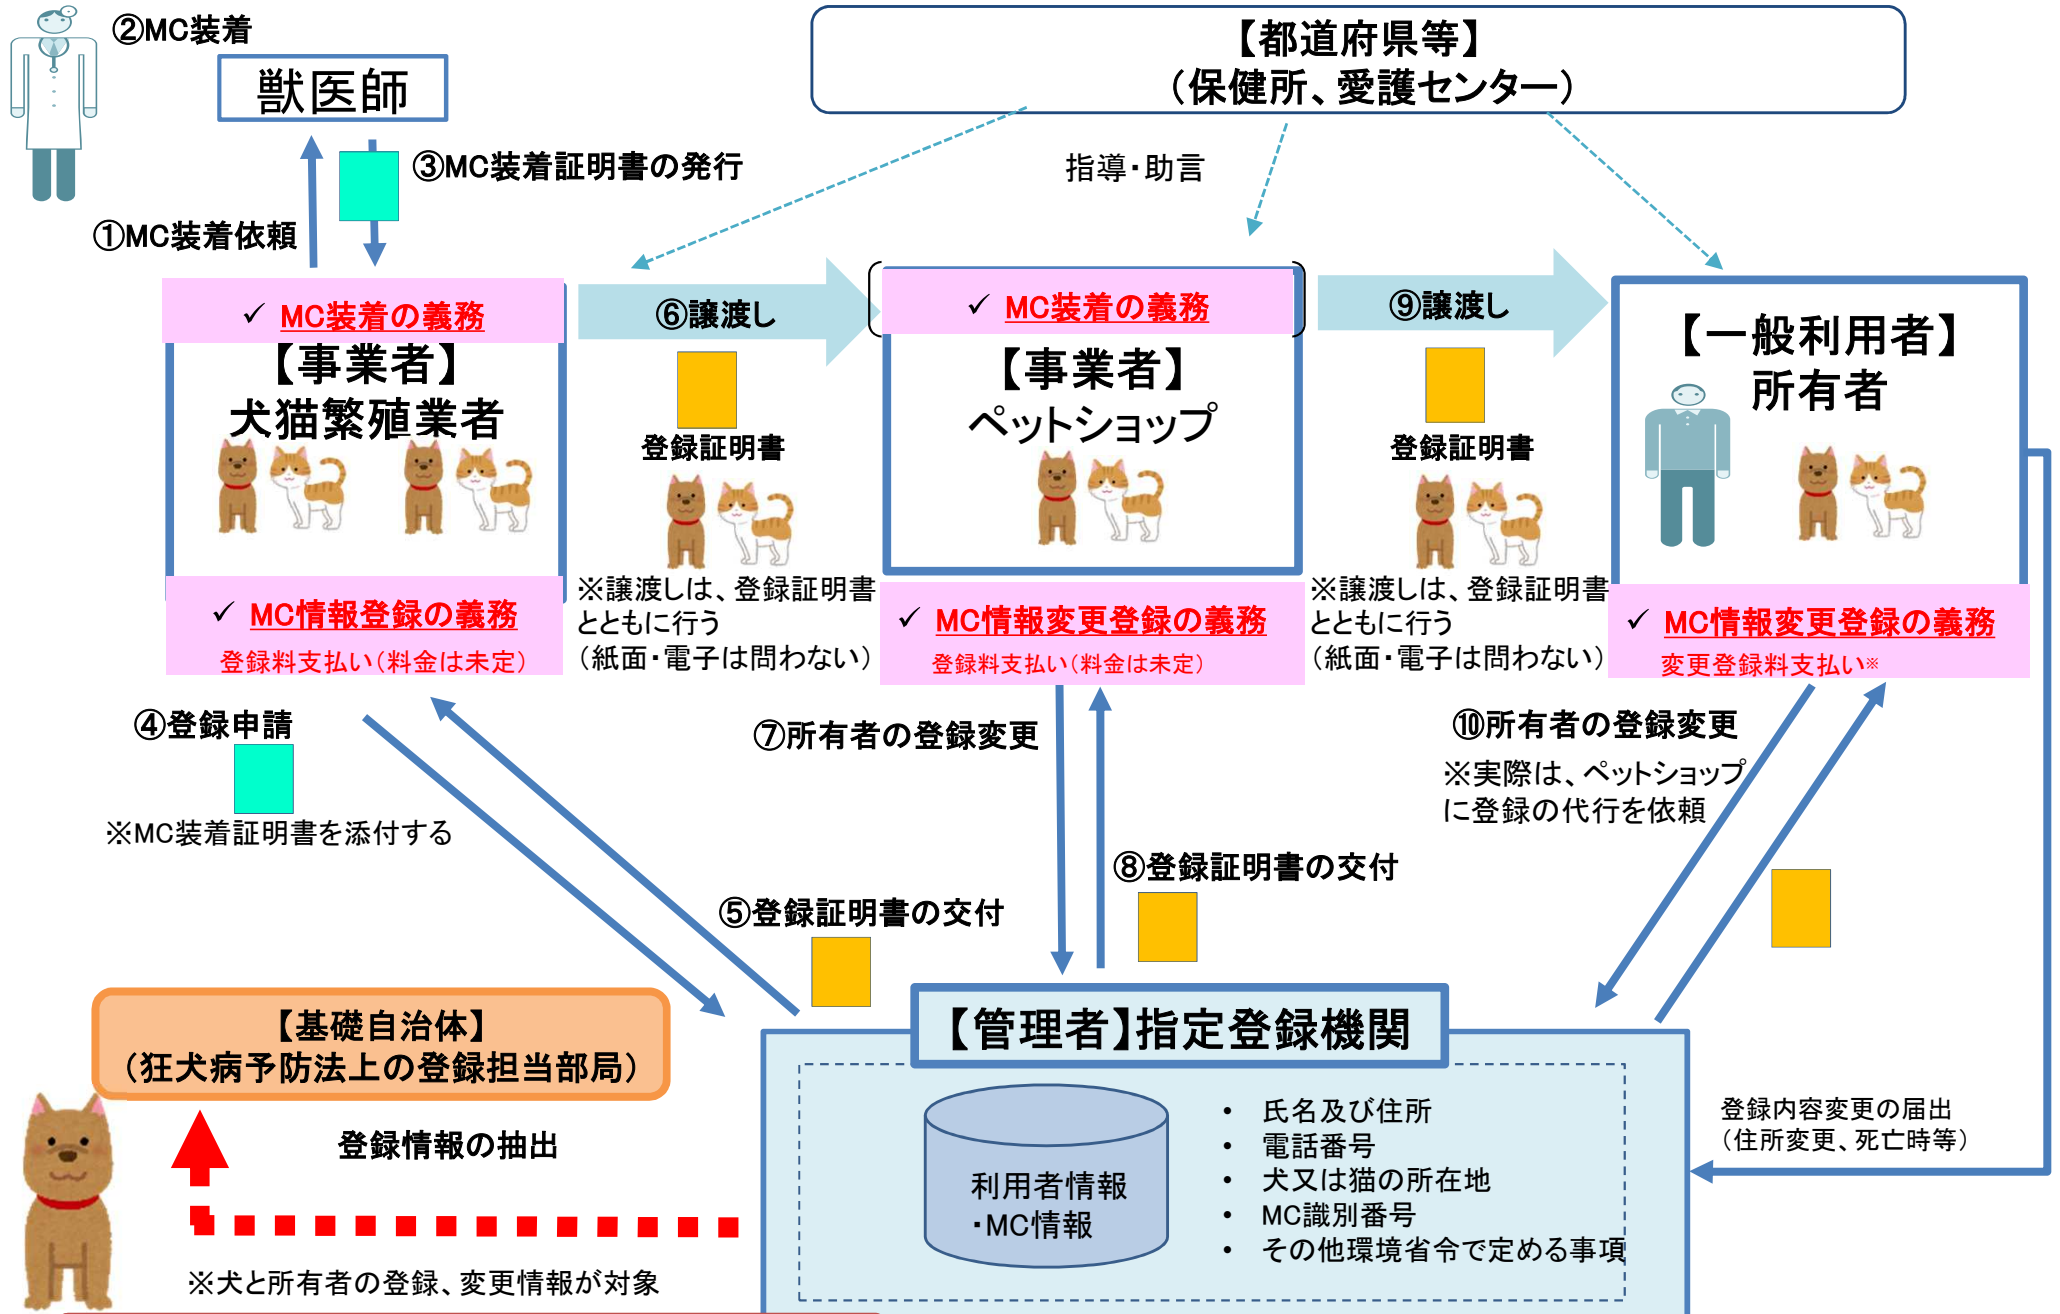 ②MC装着
獣医師
【都道府県等】
（保健所、愛護センター）
③MC装着証明書の発行
指導・助言
①MC装着依頼
✓ MC装着の義務
【事業者】
犬猫繁殖業者
✓ MC情報登録の義務
登録料支払い（料金は未定）
⑥譲渡し
登録証明書
※譲渡しは、登録証明書
とともに行う
（紙面・電子は問わない）
✓ MC装着の義務
【事業者】
ペットショップ
✓ MC情報変更登録の義務
登録料支払い（料金は未定）
⑨譲渡し
登録証明書
※譲渡しは、登録証明書
とともに行う
（紙面・電子は問わない）
【一般利用者】
所有者
✓ MC情報変更登録の義務
変更登録料支払い※
④登録申請
※MC装着証明書を添付する
⑤登録証明書の交付
⑦所有者の登録変更
⑧登録証明書の交付
⑩所有者の登録変更
※実際は、ペットショップ
に登録の代行を依頼
【基礎自治体】
（狂犬病予防法上の登録担当部局）
登録情報の抽出
※犬と所有者の登録、変更情報が対象
【管理者】指定登録機関
利用者情報
・MC情報
• 氏名及び住所
• 電話番号
• 犬又は猫の所在地
• MC識別番号
• その他環境省令で定める事項
登録内容変更の届出
（住所変更、死亡時等）